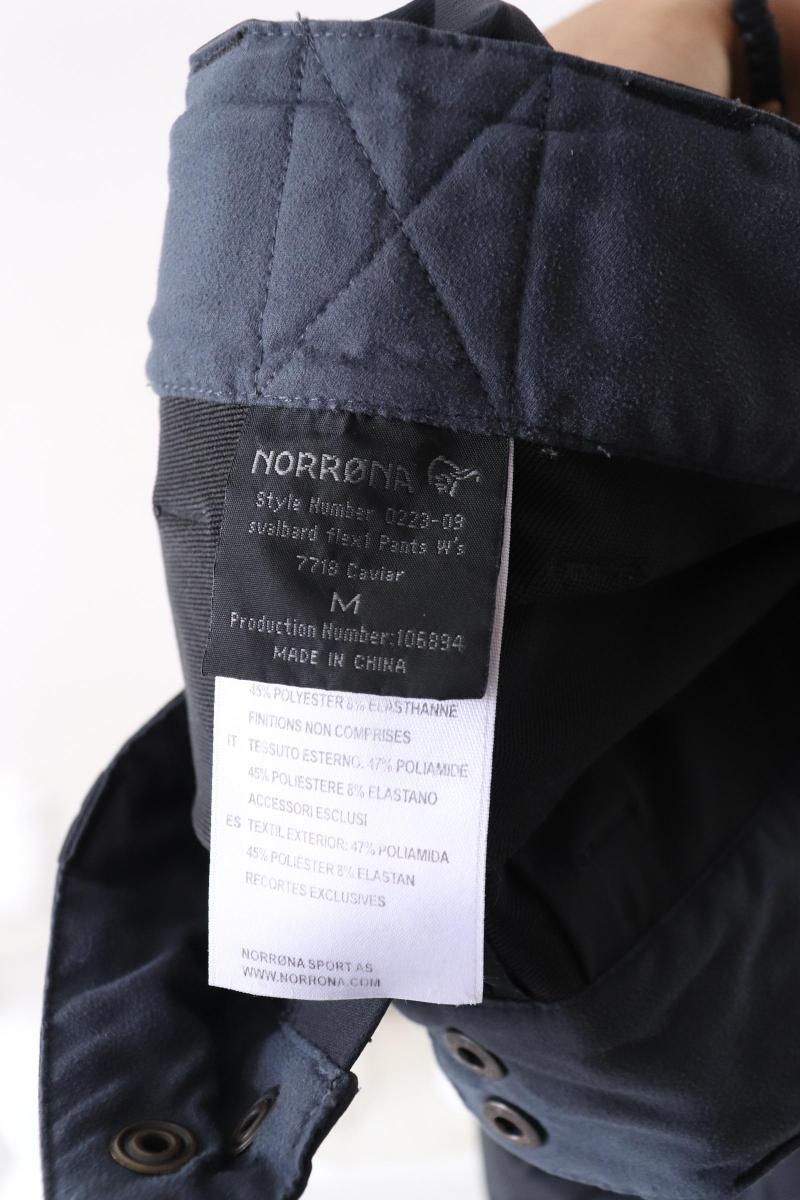 NORRØNA
Style Number 0223-09
svalbard flexi Pants W's
7718 Caviar
M
Production Number:106894
MADE IN CHINA
45% POLYESTER 8% ELASTHANNE
FINITIONS NON COMPRISES
IT TESSUTO ESTERNO: 47% POLIAMIDE
45% POLIESTERE 8% ELASTANO
ACCESSORI ESCLUSI
ES TEXTIL EXTERIOR: 47% POLIAMIDA
45% POLIÉSTER 8% ELASTAN
RECORTES EXCLUSIVES
NORRØNA SPORT AS
WWW.NORRONA.COM